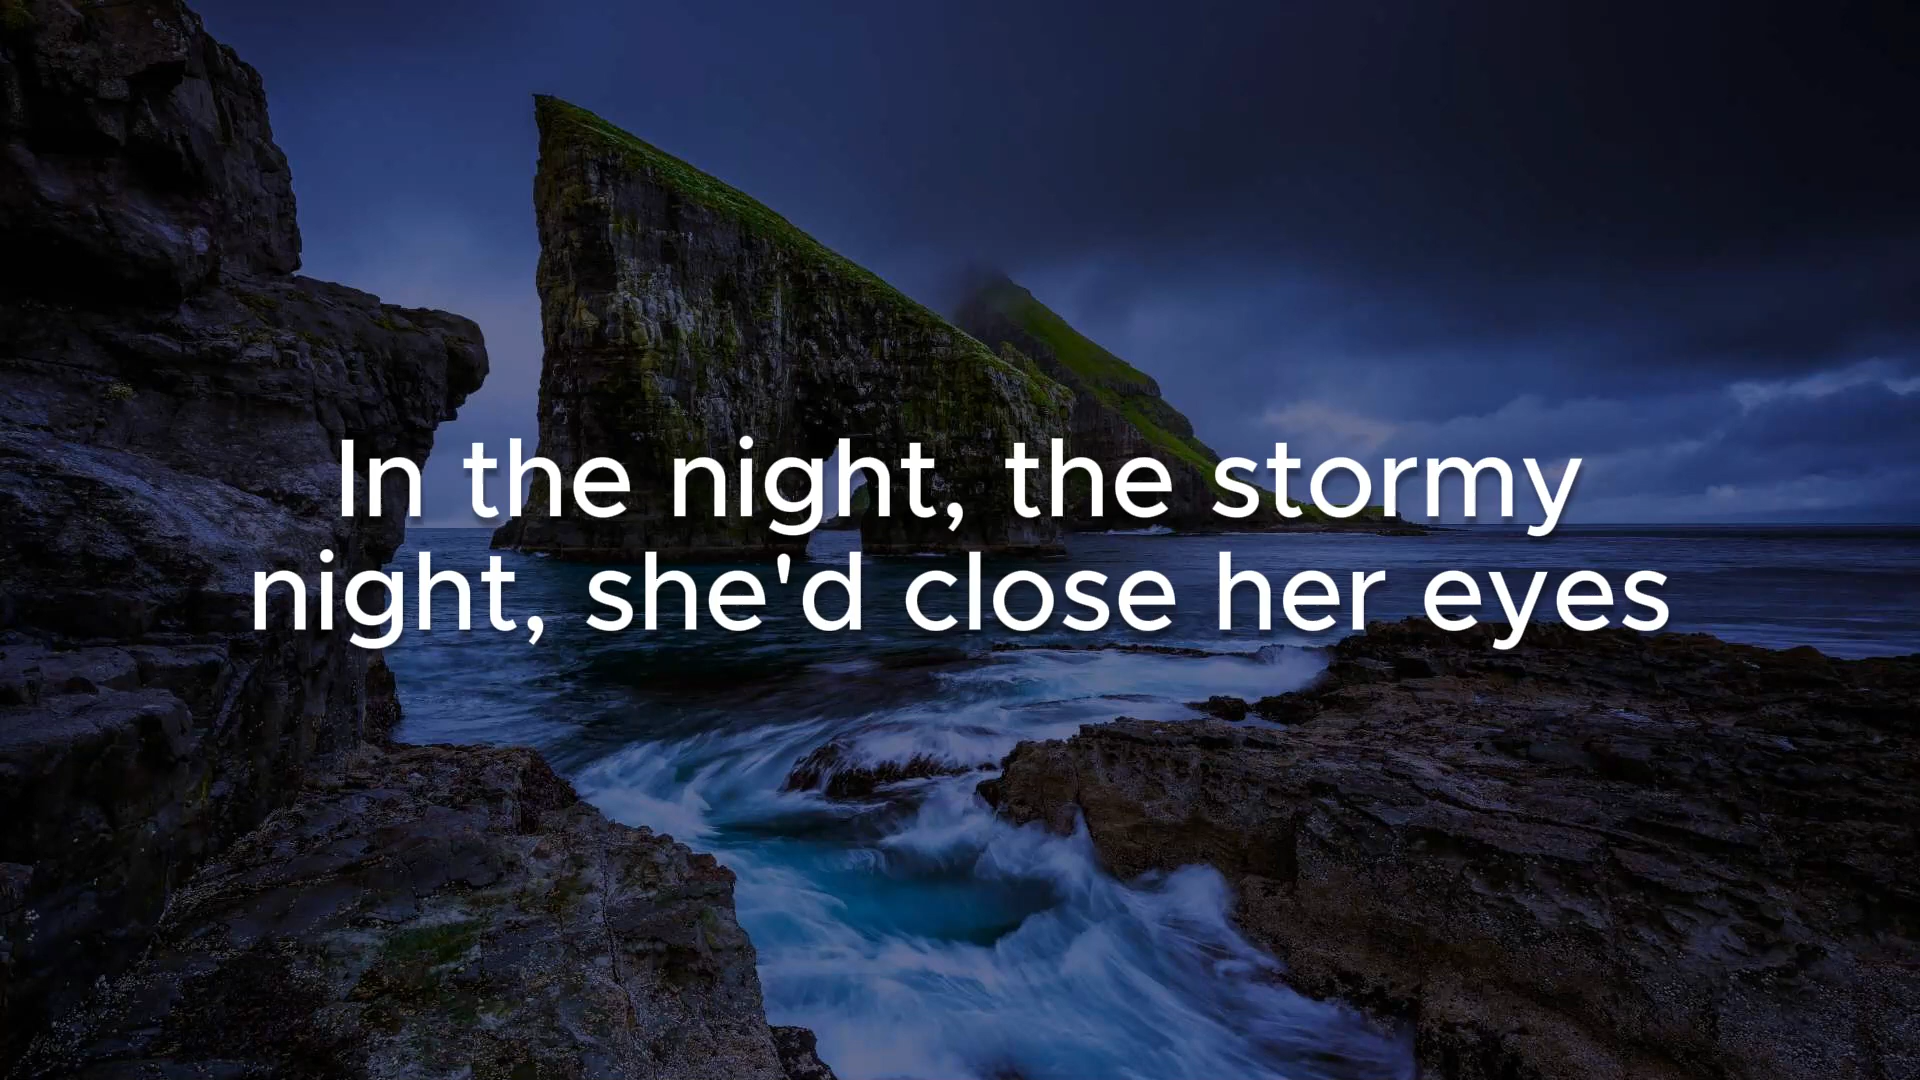 In the night, the stormy
night, she'd close her eyes